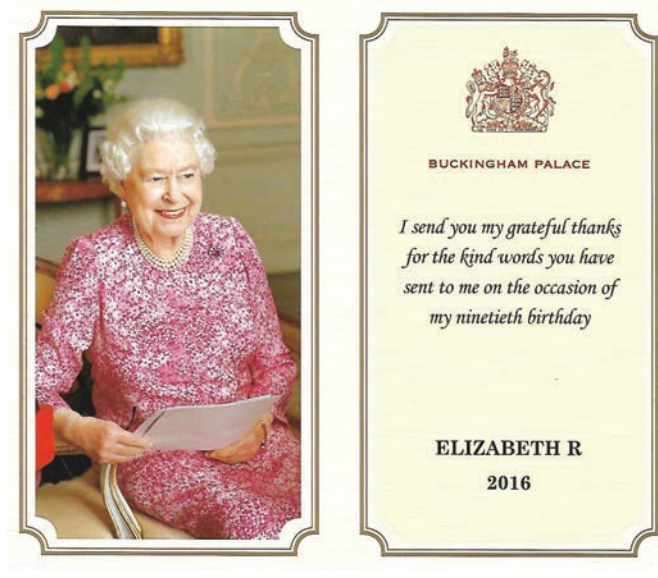 BUCKINGHAM PALACE
I send you my grateful thanks
for the kind words you have
sent to me on the occasion of
my ninetieth birthday
ELIZABETH R
2016